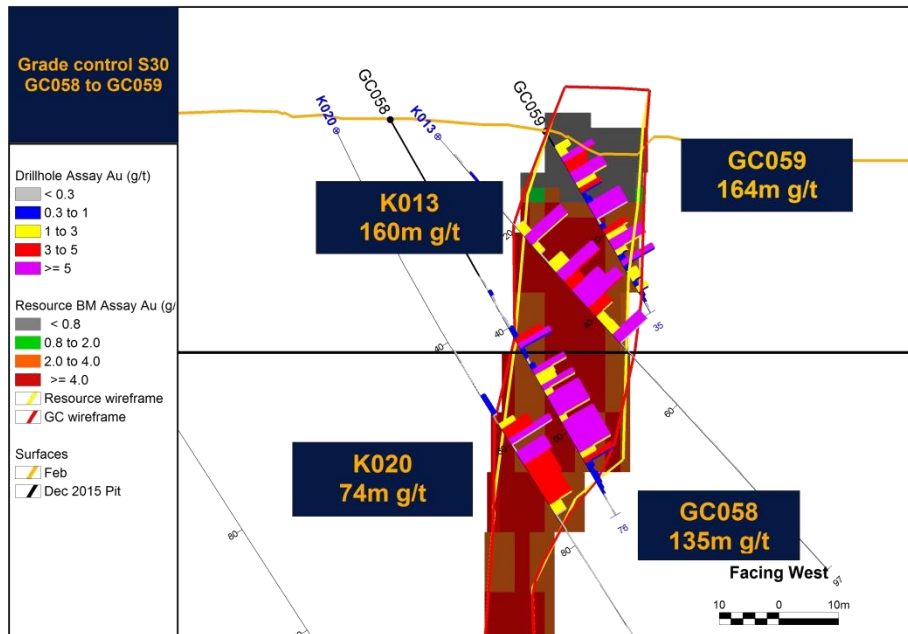 Grade control S30
GC058 to GC059
Drillhole Assay Au (g/t)
< 0.3
0.3 to 1
1 to 3
3 to 5
>= 5
Resource BM Assay Au (g/
< 0.8
0.8 to 2.0
2.0 to 4.0
>= 4.0
Resource wireframe
GC wireframe
Surfaces
Feb
Dec 2015 Pit
K020
GC058
K013
GC059
K013
160m g/t
GC059
164m g/t
K020
74m g/t
GC058
135m g/t
20
35
40
40
60
76
80
80
97
Facing West
10 0 10m